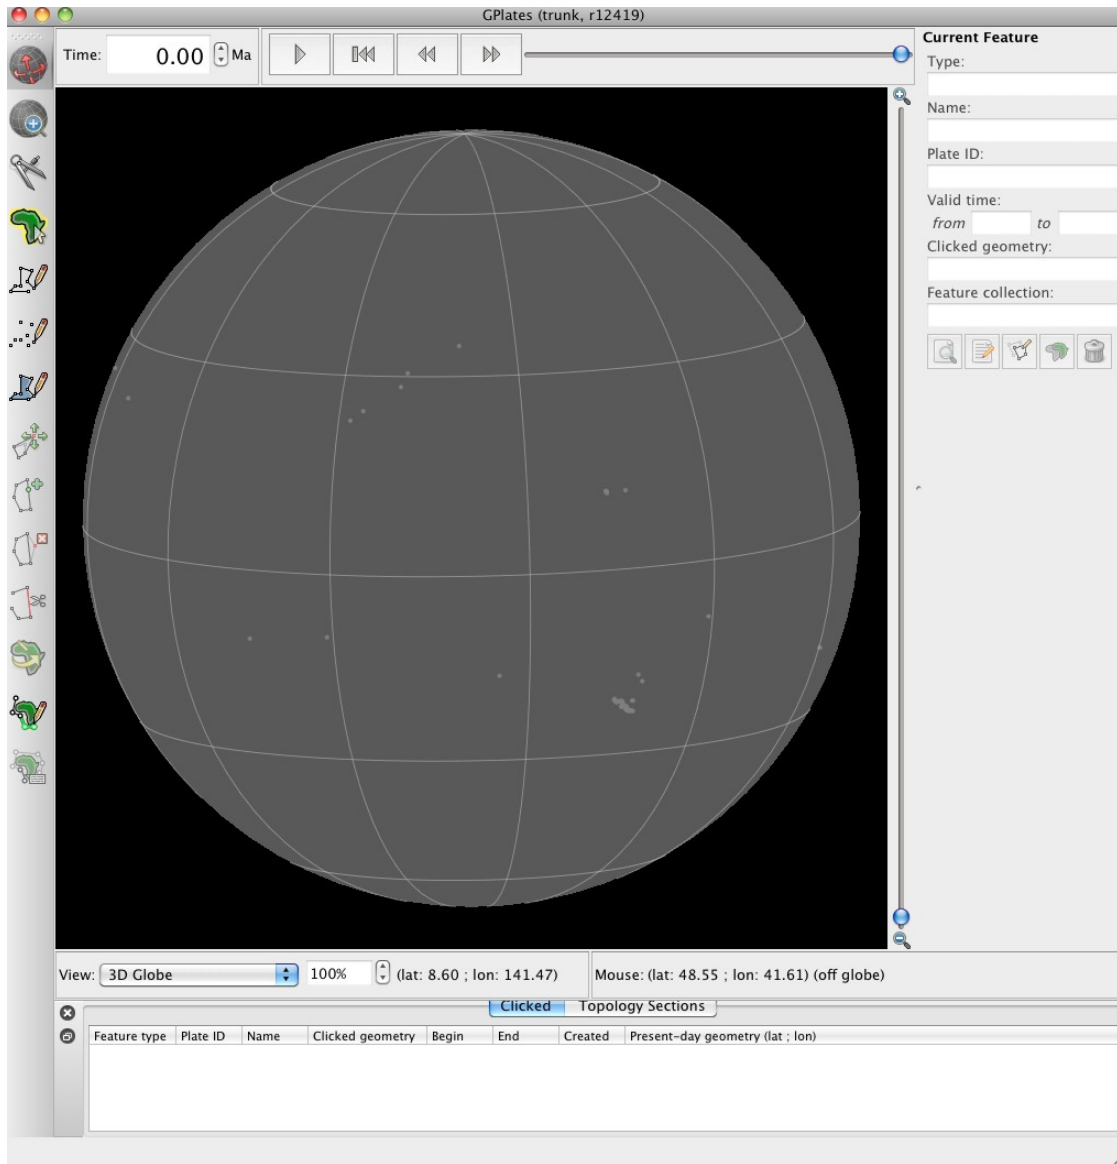 GPlates (trunk, r12419)
Time: 0.00 Ma
Current Feature
Type:
Name:
Plate ID:
Valid time:
from to
Clicked geometry:
Feature collection:
View: 3D Globe 100% (lat: 8.60 ; lon: 141.47) Mouse: (lat: 48.55 ; lon: 41.61) (off globe)
Clicked Topology Sections
Feature type Plate ID Name Clicked geometry Begin End Created Present-day geometry (lat ; lon)